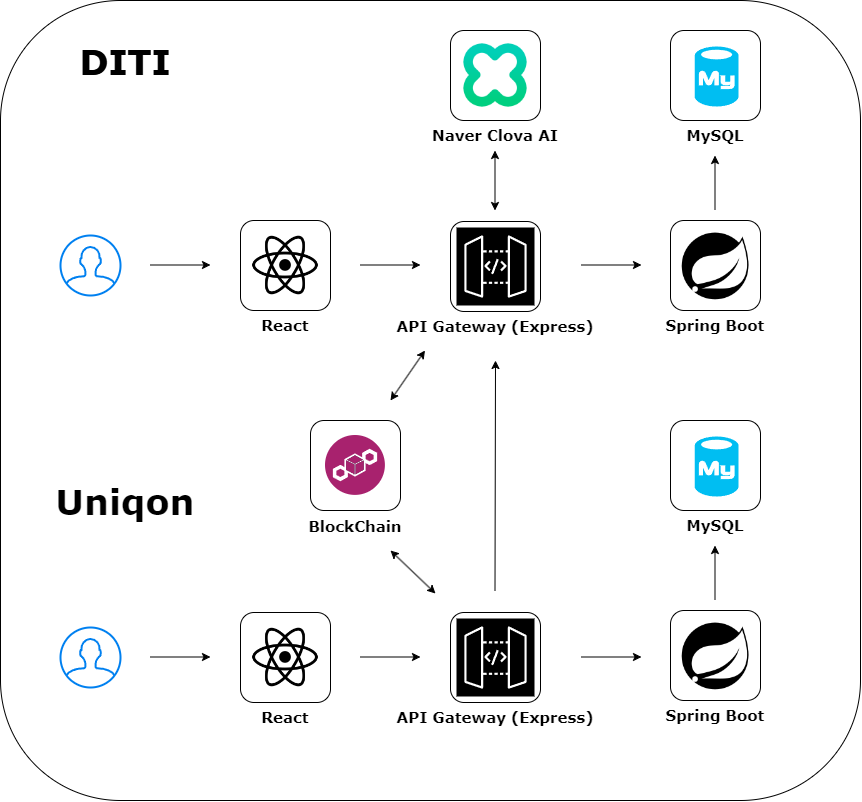 DITI
My
Naver Clova AI
MySQL
</>
React
API Gateway (Express)
Spring Boot
My
Uniqon
BlockChain
MySQL
</>
React
API Gateway (Express)
Spring Boot